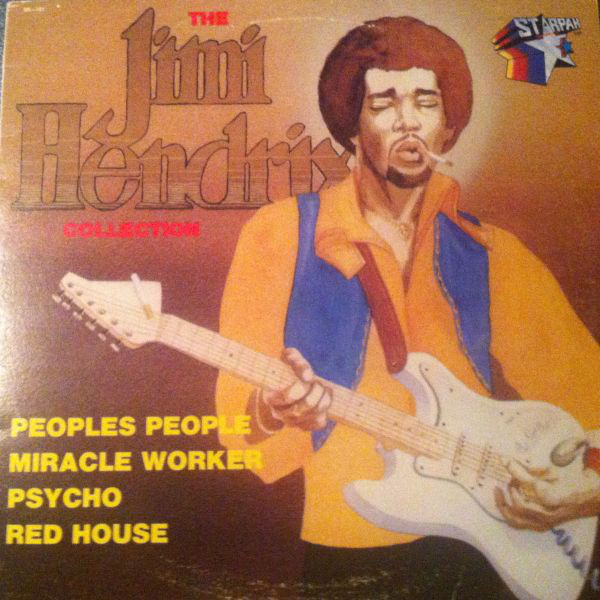 THE
Jimi
Hendrix
COLLECTION
STARPAK
PEOPLES PEOPLE
MIRACLE WORKER
PSYCHO
RED HOUSE